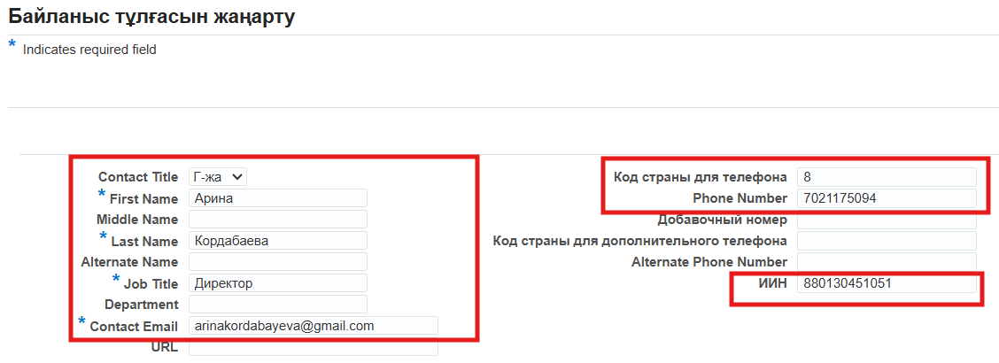 Байланыс тұлғасын жаңарту
* Indicates required field
Contact Title Г-жа
* First Name Арина
Middle Name
* Last Name Кордабаева
Alternate Name
* Job Title Директор
Department
* Contact Email arinakordabayeva@gmail.com
URL
Код страны для телефона 8
Phone Number 7021175094
Добавочный номер
Код страны для дополнительного телефона
Alternate Phone Number
ИИН 880130451051